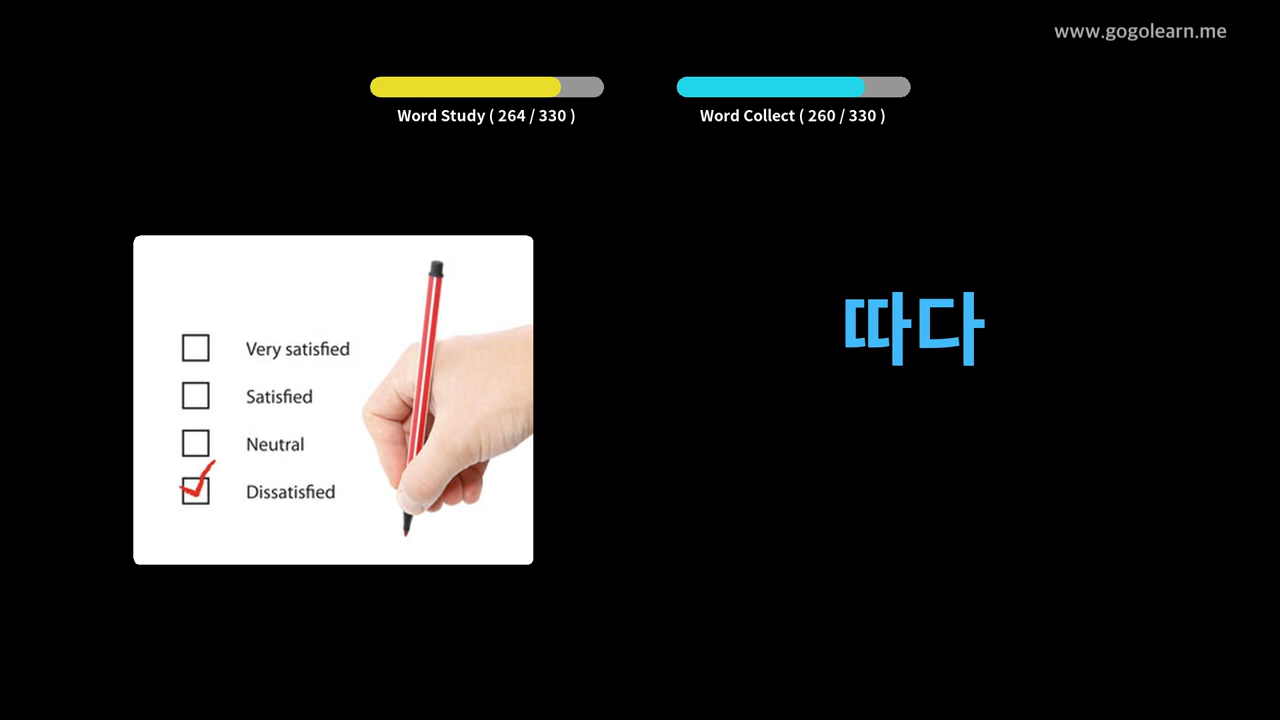 www.gogolearn.me
Word Study ( 264 / 330 )
Word Collect ( 260 / 330 )
Very satisfied
Satisfied
Neutral
Dissatisfied
따다